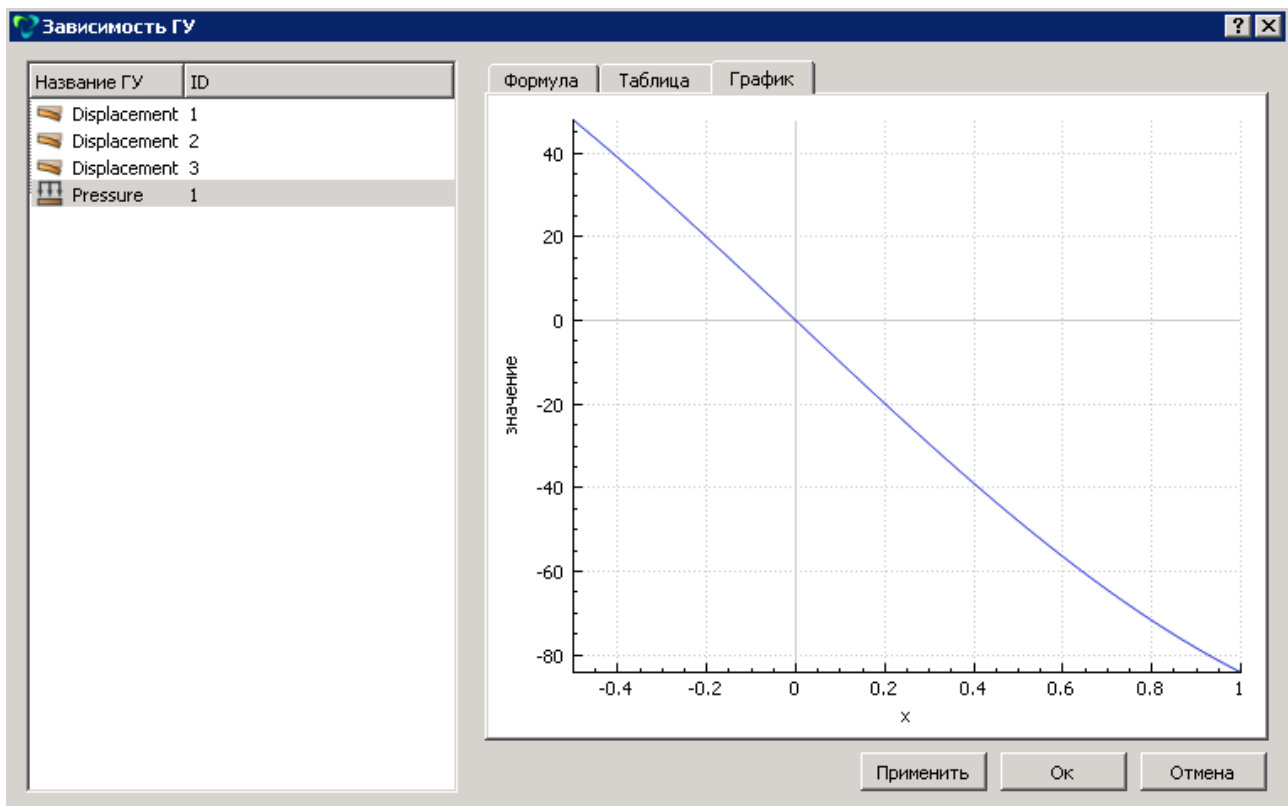 Зависимость ГУ
Название ГУ ID
Displacement 1
Displacement 2
Displacement 3
Pressure 1
Формула Таблица График
40
20
0
-20
-40
-60
-80
значение
-0.4 -0.2 0 0.2 0.4 0.6 0.8 1
x
Применить Ок Отмена